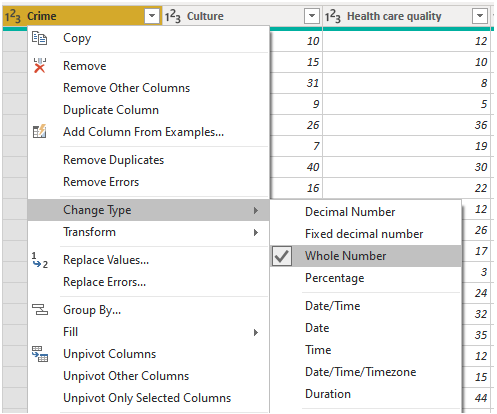 1²3 Crime 1²3 Culture 1²3 Health care quality
Copy 10 12
Remove 15 10
Remove Other Columns 31 8
Duplicate Column 9 5
Add Column From Examples... 26 36
Remove Duplicates 7 19
Remove Errors 40 30
16 22
Change Type Decimal Number 12
Transform Fixed decimal number 26
Replace Values... Whole Number 17
Replace Errors... Percentage 3
24
Group By... Date/Time 32
Fill Date 35
Unpivot Columns Time 12
Unpivot Other Columns Date/Time/Timezone 15
Unpivot Only Selected Columns Duration 44